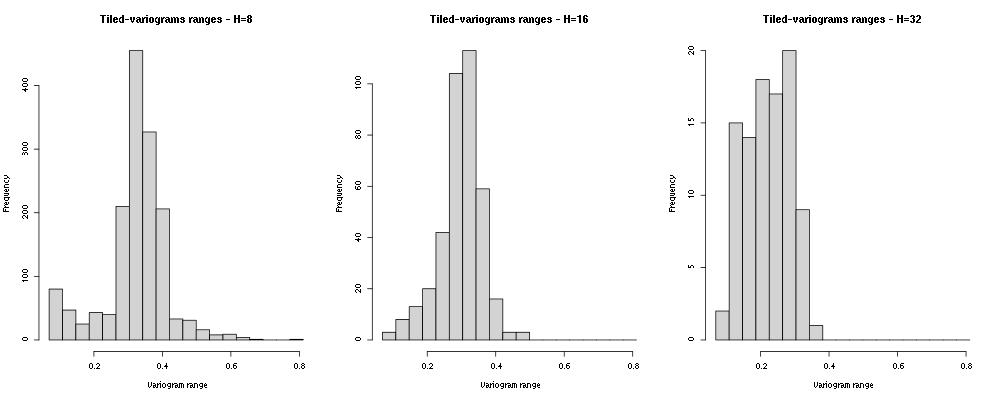 Tiled-variograms ranges - H=8
Frequency
400
300
200
100
0
0.2 0.4 0.6 0.8
Variogram range
Tiled-variograms ranges - H=16
Frequency
100
80
60
40
20
0
0.2 0.4 0.6 0.8
Variogram range
Tiled-variograms ranges - H=32
Frequency
20
15
10
5
0
0.2 0.4 0.6 0.8
Variogram range